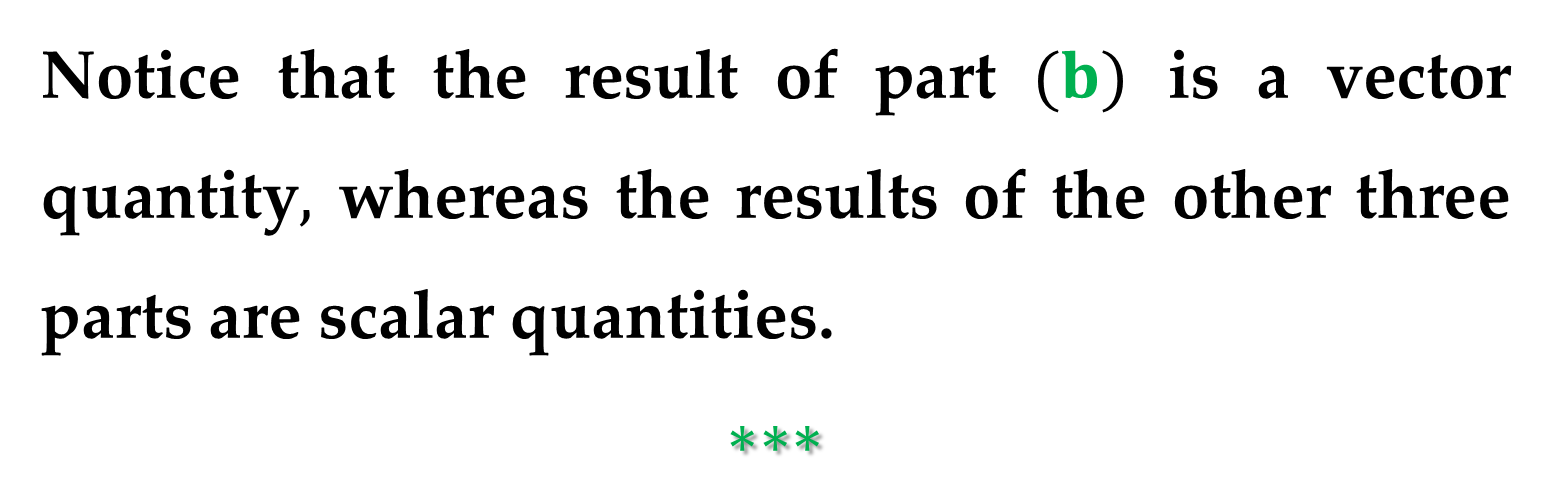 Notice that the result of part (b) is a vector
quantity, whereas the results of the other three
parts are scalar quantities.
***